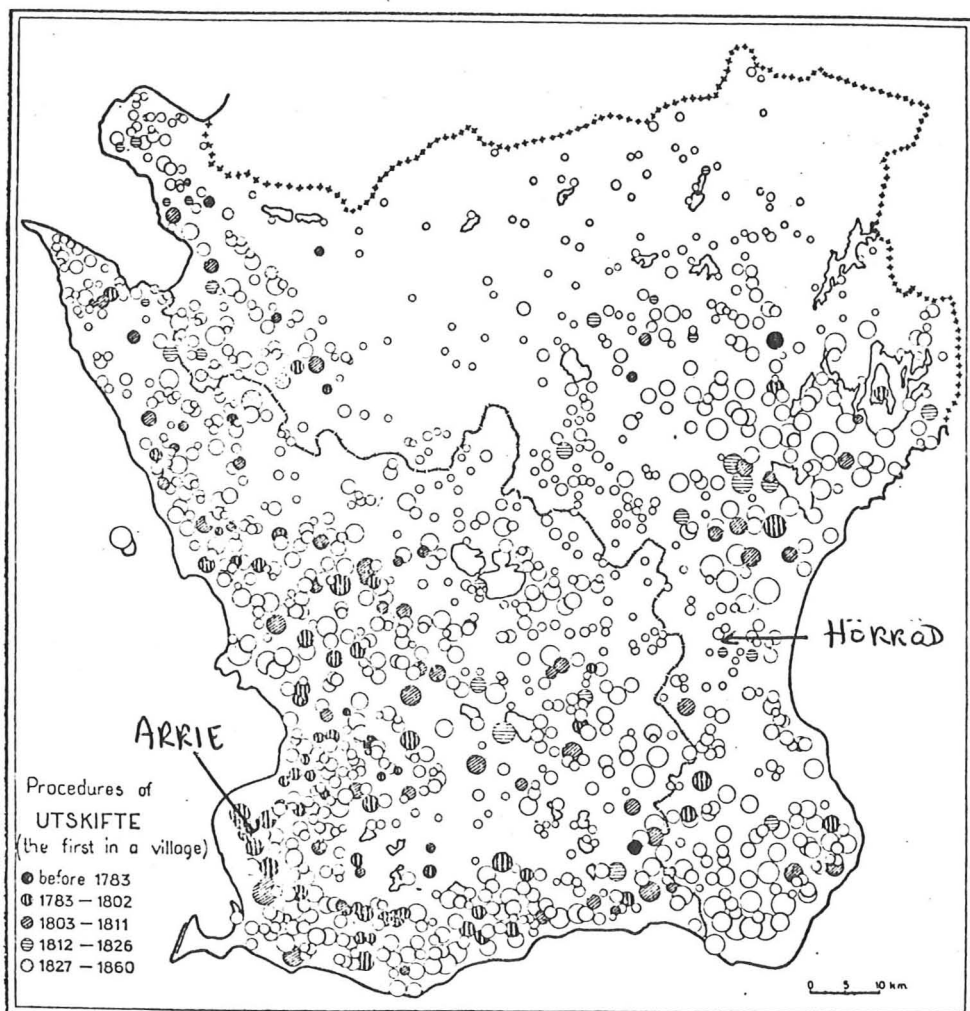 HÖRRÖD
ARRIE
Procedures of
UTSKIFTE
(the first in a village)
before 1783
1783 – 1802
1803 – 1811
1812 – 1826
1827 – 1860
0 5 10 km